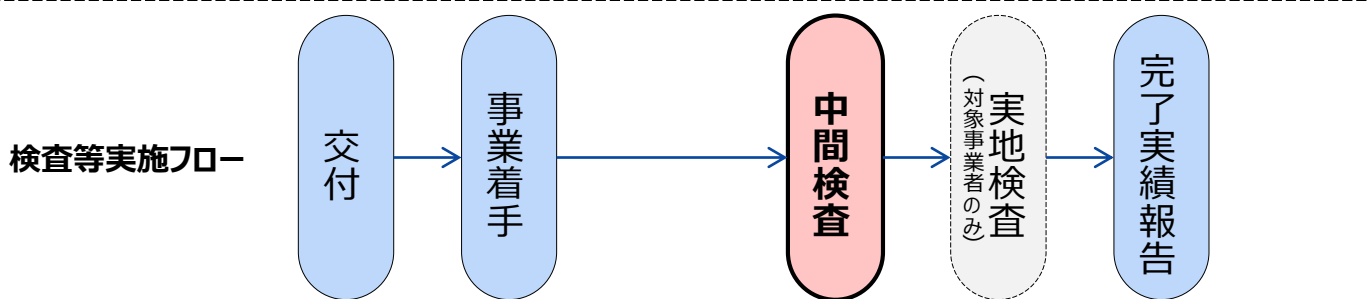 検査等実施フロー
交付
事業着手
中間検査
実地検査
(対象事業者のみ)
完了実績報告